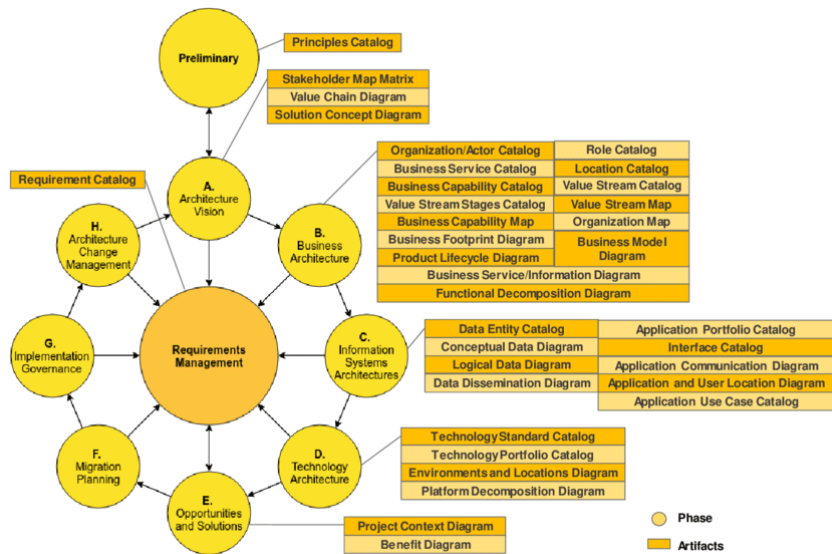 Preliminary
Principles Catalog
Stakeholder Map Matrix
Value Chain Diagram
Solution Concept Diagram
Requirement Catalog
A.
Architecture
Vision
Organization/Actor Catalog
Role Catalog
Business Service Catalog
Location Catalog
Business Capability Catalog
Value Stream Catalog
Value Stream Stages Catalog
Value Stream Map
Business Capability Map
Organization Map
Business Footprint Diagram
Business Model
Diagram
Product Lifecycle Diagram
Business Service/Information Diagram
Functional Decomposition Diagram
H.
Architecture
Change
Management
B.
Business
Architecture
G.
Implementation
Governance
Requirements
Management
C.
Information
Systems
Architectures
Data Entity Catalog
Application Portfolio Catalog
Conceptual Data Diagram
Interface Catalog
Logical Data Diagram
Application Communication Diagram
Data Dissemination Diagram
Application and User Location Diagram
Application Use Case Catalog
F.
Migration
Planning
D.
Technology
Architecture
Technology Standard Catalog
Technology Portfolio Catalog
Environments and Locations Diagram
Platform Decomposition Diagram
E.
Opportunities
and Solutions
Project Context Diagram
Benefit Diagram
Phase
Artifacts